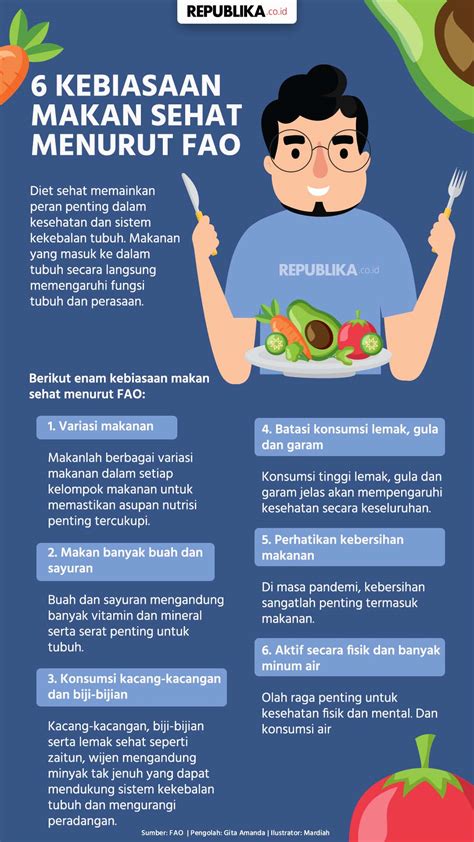 REPUBLIKA.co.id
6 KEBIASAAN
MAKAN SEHAT
MENURUT FAO
Diet sehat memainkan
peran penting dalam
kesehatan dan sistem
kekebalan tubuh. Makanan
yang masuk ke dalam
tubuh secara langsung
memengaruhi fungsi
tubuh dan perasaan.
REPUBLIKA.co.id
Berikut enam kebiasaan makan
sehat menurut FAO:
1. Variasi makanan
Makanlah berbagai variasi
makanan dalam setiap
kelompok makanan untuk
memastikan asupan nutrisi
penting tercukupi.
2. Makan banyak buah dan
sayuran
Buah dan sayuran mengandung
banyak vitamin dan mineral
serta serat penting untuk
tubuh.
3. Konsumsi kacang-kacangan
dan biji-bijian
Kacang-kacangan, biji-bijian
serta lemak sehat seperti
zaitun, wijen mengandung
minyak tak jenuh yang dapat
mendukung sistem kekebalan
tubuh dan mengurangi
peradangan.
4. Batasi konsumsi lemak, gula
dan garam
Konsumsi tinggi lemak, gula dan
garam jelas akan mempengaruhi
kesehatan secara keseluruhan.
5. Perhatikan kebersihan
makanan
Di masa pandemi, kebersihan
sangatlah penting termasuk
makanan.
6. Aktif secara fisik dan banyak
minum air
Olah raga penting untuk
kesehatan fisik dan mental. Dan
konsumsi air
Sumber: FAO | Pengolah: Gita Amanda | Ilustrator: Mardiah